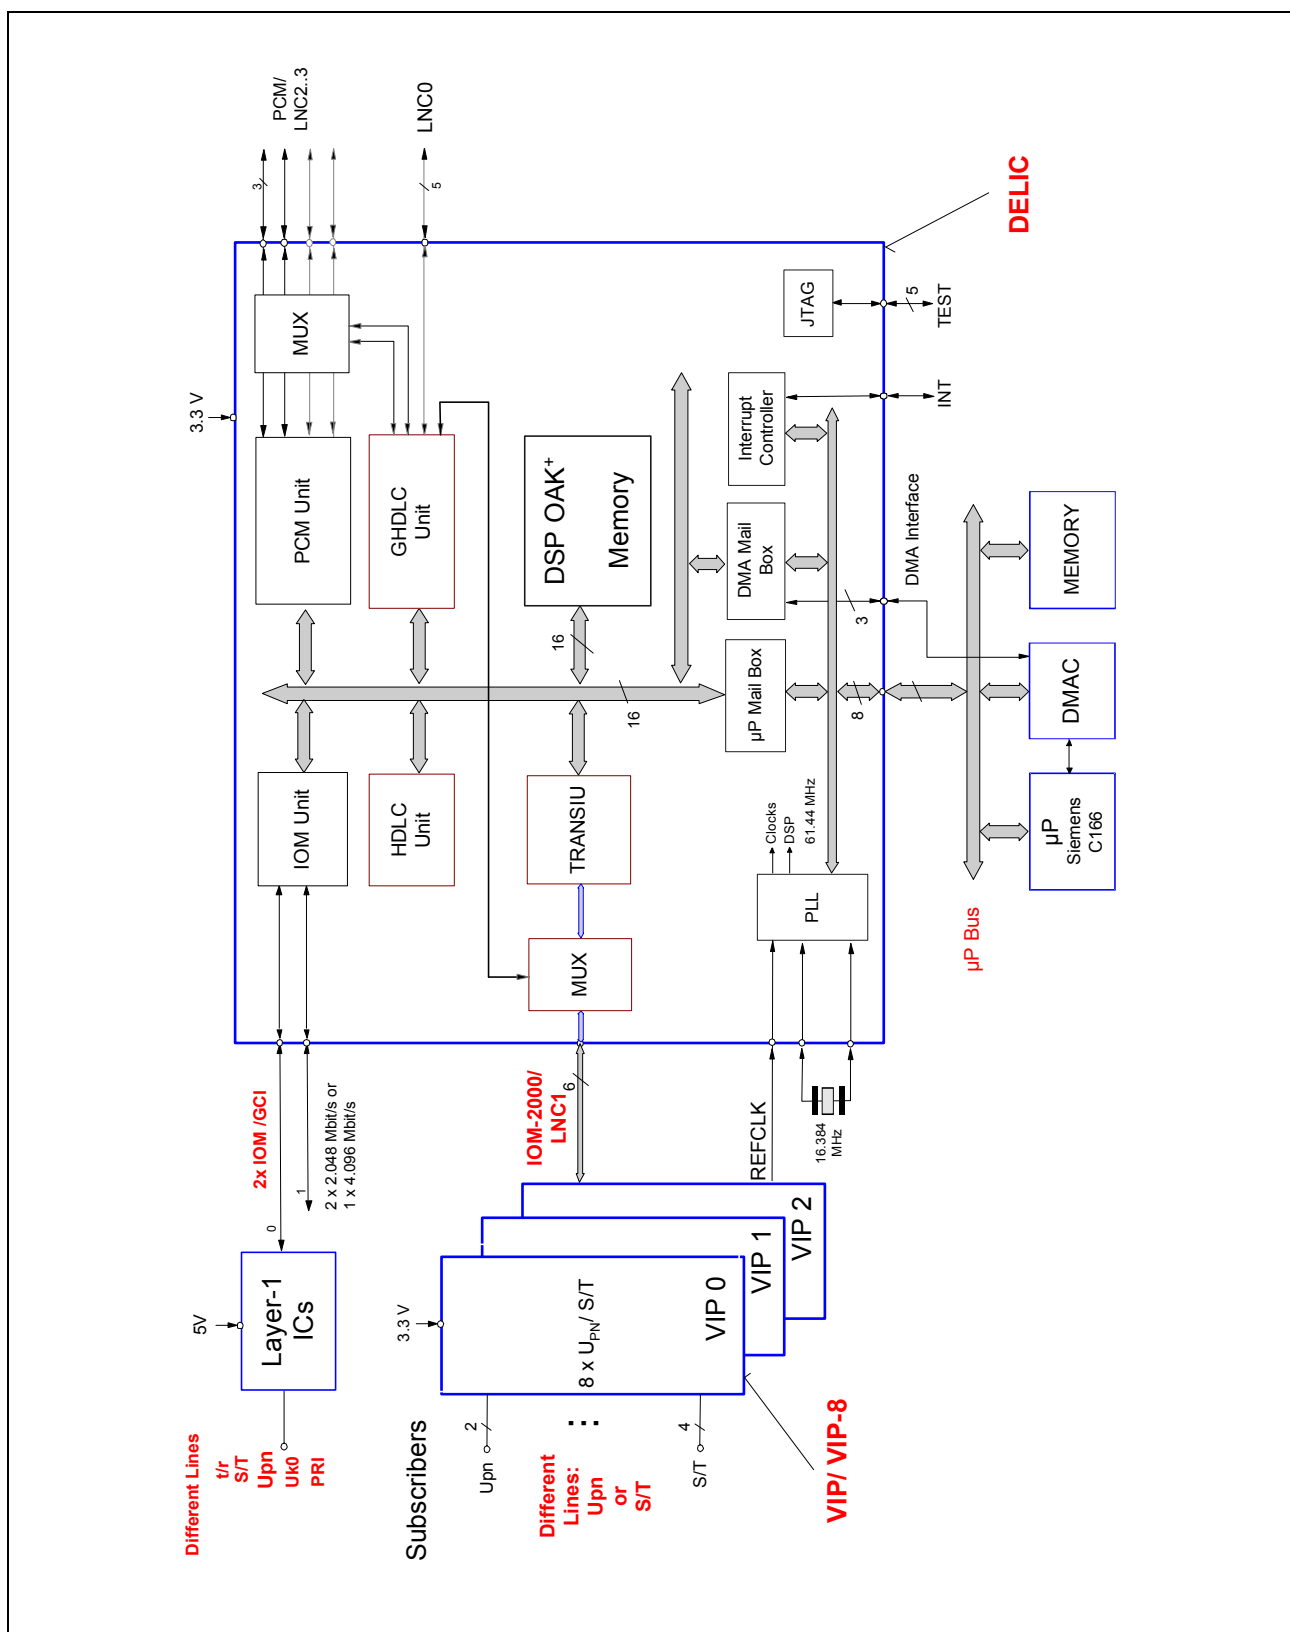 Different Lines
t/r
S/T
Upn
Uk0
PRI
5V
Layer-1
ICs
0
1
2x IOM /GCI
2 x 2.048 Mbit/s or
1 x 4.096 Mbit/s
IOM Unit
3.3 V
PCM Unit
MUX
3
PCM/
LNC2..3
HDLC
Unit
GHDLC
Unit
5
LNC0
Subscribers
Upn
2
Different
Lines:
Upn
or
S/T
S/T
4
3.3 V
8 x UPN/ S/T
VIP 0
VIP 1
VIP 2
VIP/ VIP-8
IOM-2000/
LNC1
6
MUX
TRANSIU
16
DSP OAK+
Memory
16
REFCLK
16.384
MHz
PLL
Clocks
DSP
61.44 MHz
µP Mail Box
DMA Mail
Box
Interrupt
Controller
JTAG
8
3
DMA Interface
INT
5
TEST
DELIC
µP Bus
µP
Siemens
C166
DMAC
MEMORY